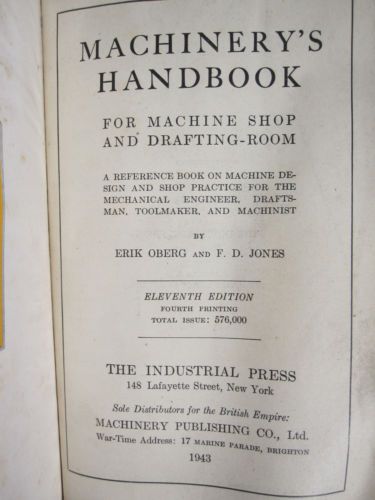 MACHINERY'S
HANDBOOK
FOR MACHINE SHOP
AND DRAFTING-ROOM
A REFERENCE BOOK ON MACHINE DE-
SIGN AND SHOP PRACTICE FOR THE
MECHANICAL ENGINEER, DRAFTS-
MAN, TOOLMAKER, AND MACHINIST
BY
ERIK OBERG AND F. D. JONES
ELEVENTH EDITION
FOURTH PRINTING
TOTAL ISSUE: 576,000
THE INDUSTRIAL PRESS
148 Lafayette Street, New York
Sole Distributors for the British Empire:
MACHINERY PUBLISHING CO., Ltd.
War-Time Address: 17 MARINE PARADE, BRIGHTON
1943